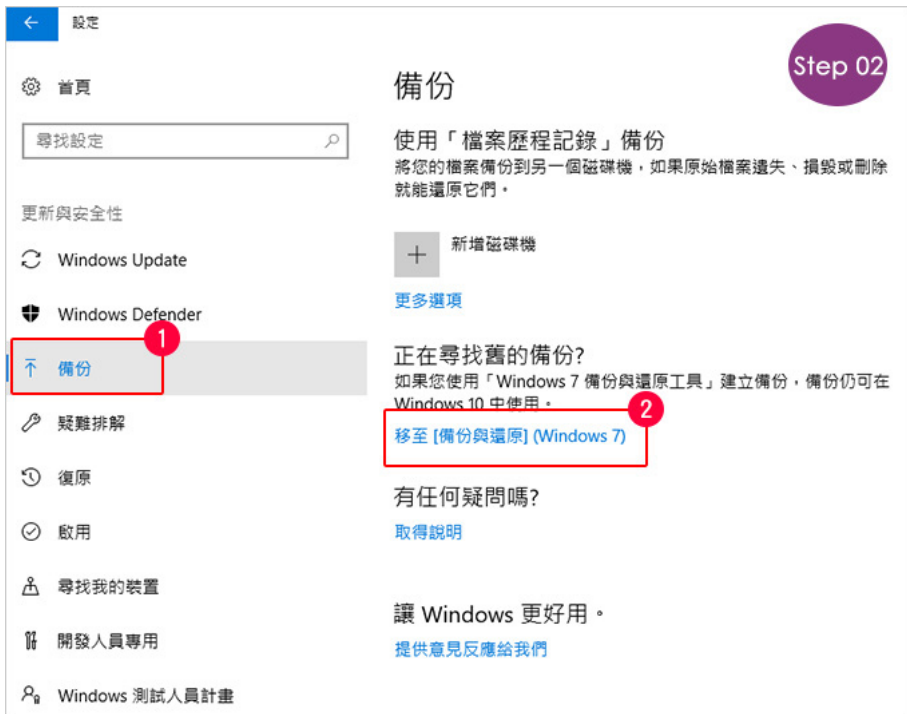 設定
Step 02
首頁
尋找設定
更新與安全性
Windows Update
Windows Defender
1
備份
疑難排解
復原
啟用
尋找我的裝置
開發人員專用
Windows 測試人員計畫
備份
使用「檔案歷程記錄」備份
將您的檔案備份到另一個磁碟機，如果原始檔案遺失、損毀或刪除
就能還原它們。
新增磁碟機
更多選項
正在尋找舊的備份?
如果您使用「Windows 7 備份與還原工具」建立備份，備份仍可在
Windows 10 中使用。
2
移至 [備份與還原] (Windows 7)
有任何疑問嗎?
取得說明
讓 Windows 更好用。
提供意見反應給我們